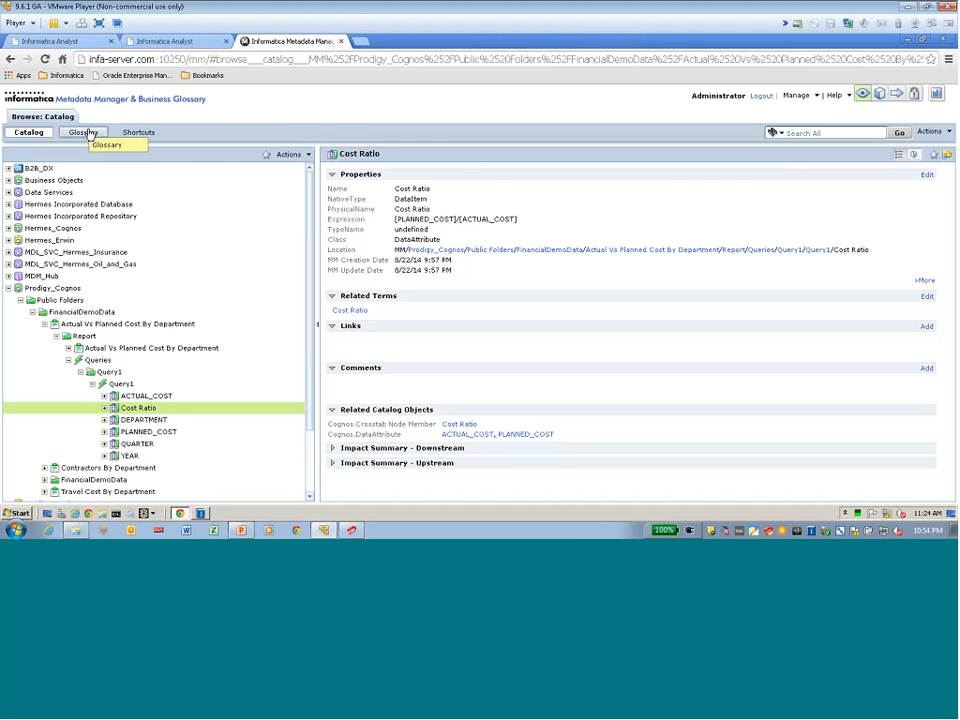 9.6.1 GA - VMware Player (Non-commercial use only)
Player
Informatica Analyst
Informatica Analyst
Informatica Metadata Mana
infa-server.com:10250/mm/#browse___catalog___MM%252FProdigy_Cognos%252FPublic%2520Folders%252FFinancialDemoData%252FActual%2520Vs%2520Planned%2520Cost%2520By%2
Apps
Informatica
Oracle Enterprise Man...
Bookmarks
Informatica Metadata Manager & Business Glossary
Administrator Logout | Manage | Help
Browse: Catalog
Catalog
Glossary
Shortcuts
Search All
Go
Actions
Glossary
Actions
B2B_DX
Business Objects
Data Services
Hermes Incorporated Database
Hermes Incorporated Repository
Hermes_Cognos
Hermes_Erwin
MDL_SVC_Hermes_Insurance
MDL_SVC_Hermes_Oil_and_Gas
MDM_Hub
Prodigy_Cognos
Public Folders
FinancialDemoData
Actual Vs Planned Cost By Department
Report
Actual Vs Planned Cost By Department
Queries
Query1
Query1
ACTUAL_COST
Cost Ratio
DEPARTMENT
PLANNED_COST
QUARTER
YEAR
Contractors By Department
FinancialDemoData
Travel Cost By Department
Cost Ratio
Properties
Edit
Name Cost Ratio
NativeType DataItem
PhysicalName Cost Ratio
Expression [PLANNED_COST]/[ACTUAL_COST]
TypeName undefined
Class DataAttribute
Location MM/Prodigy_Cognos/Public Folders/FinancialDemoData/Actual Vs Planned Cost By Department/Report/Queries/Query1/Query1/Cost Ratio
MM Creation Date 8/22/14 9:57 PM
MM Update Date 8/22/14 9:57 PM
>More
Related Terms
Edit
Cost Ratio
Links
Add
Comments
Add
Related Catalog Objects
Cognos.Crosstab Node Member Cost Ratio
Cognos.DataAttribute ACTUAL_COST, PLANNED_COST
Impact Summary - Downstream
Impact Summary - Upstream
Start
11:24 AM
100%
10:54 PM